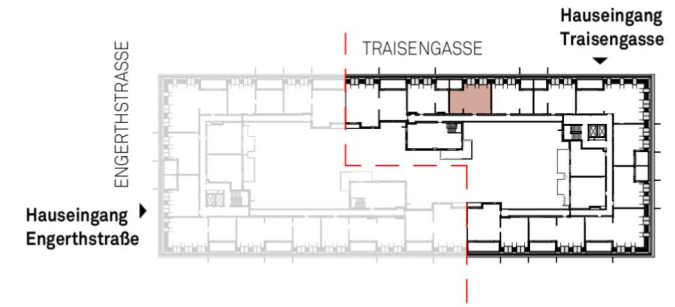 Hauseingang
Traisengasse
TRAISENGASSE
ENGERTHSTRASSE
Hauseingang
Engerthstraße